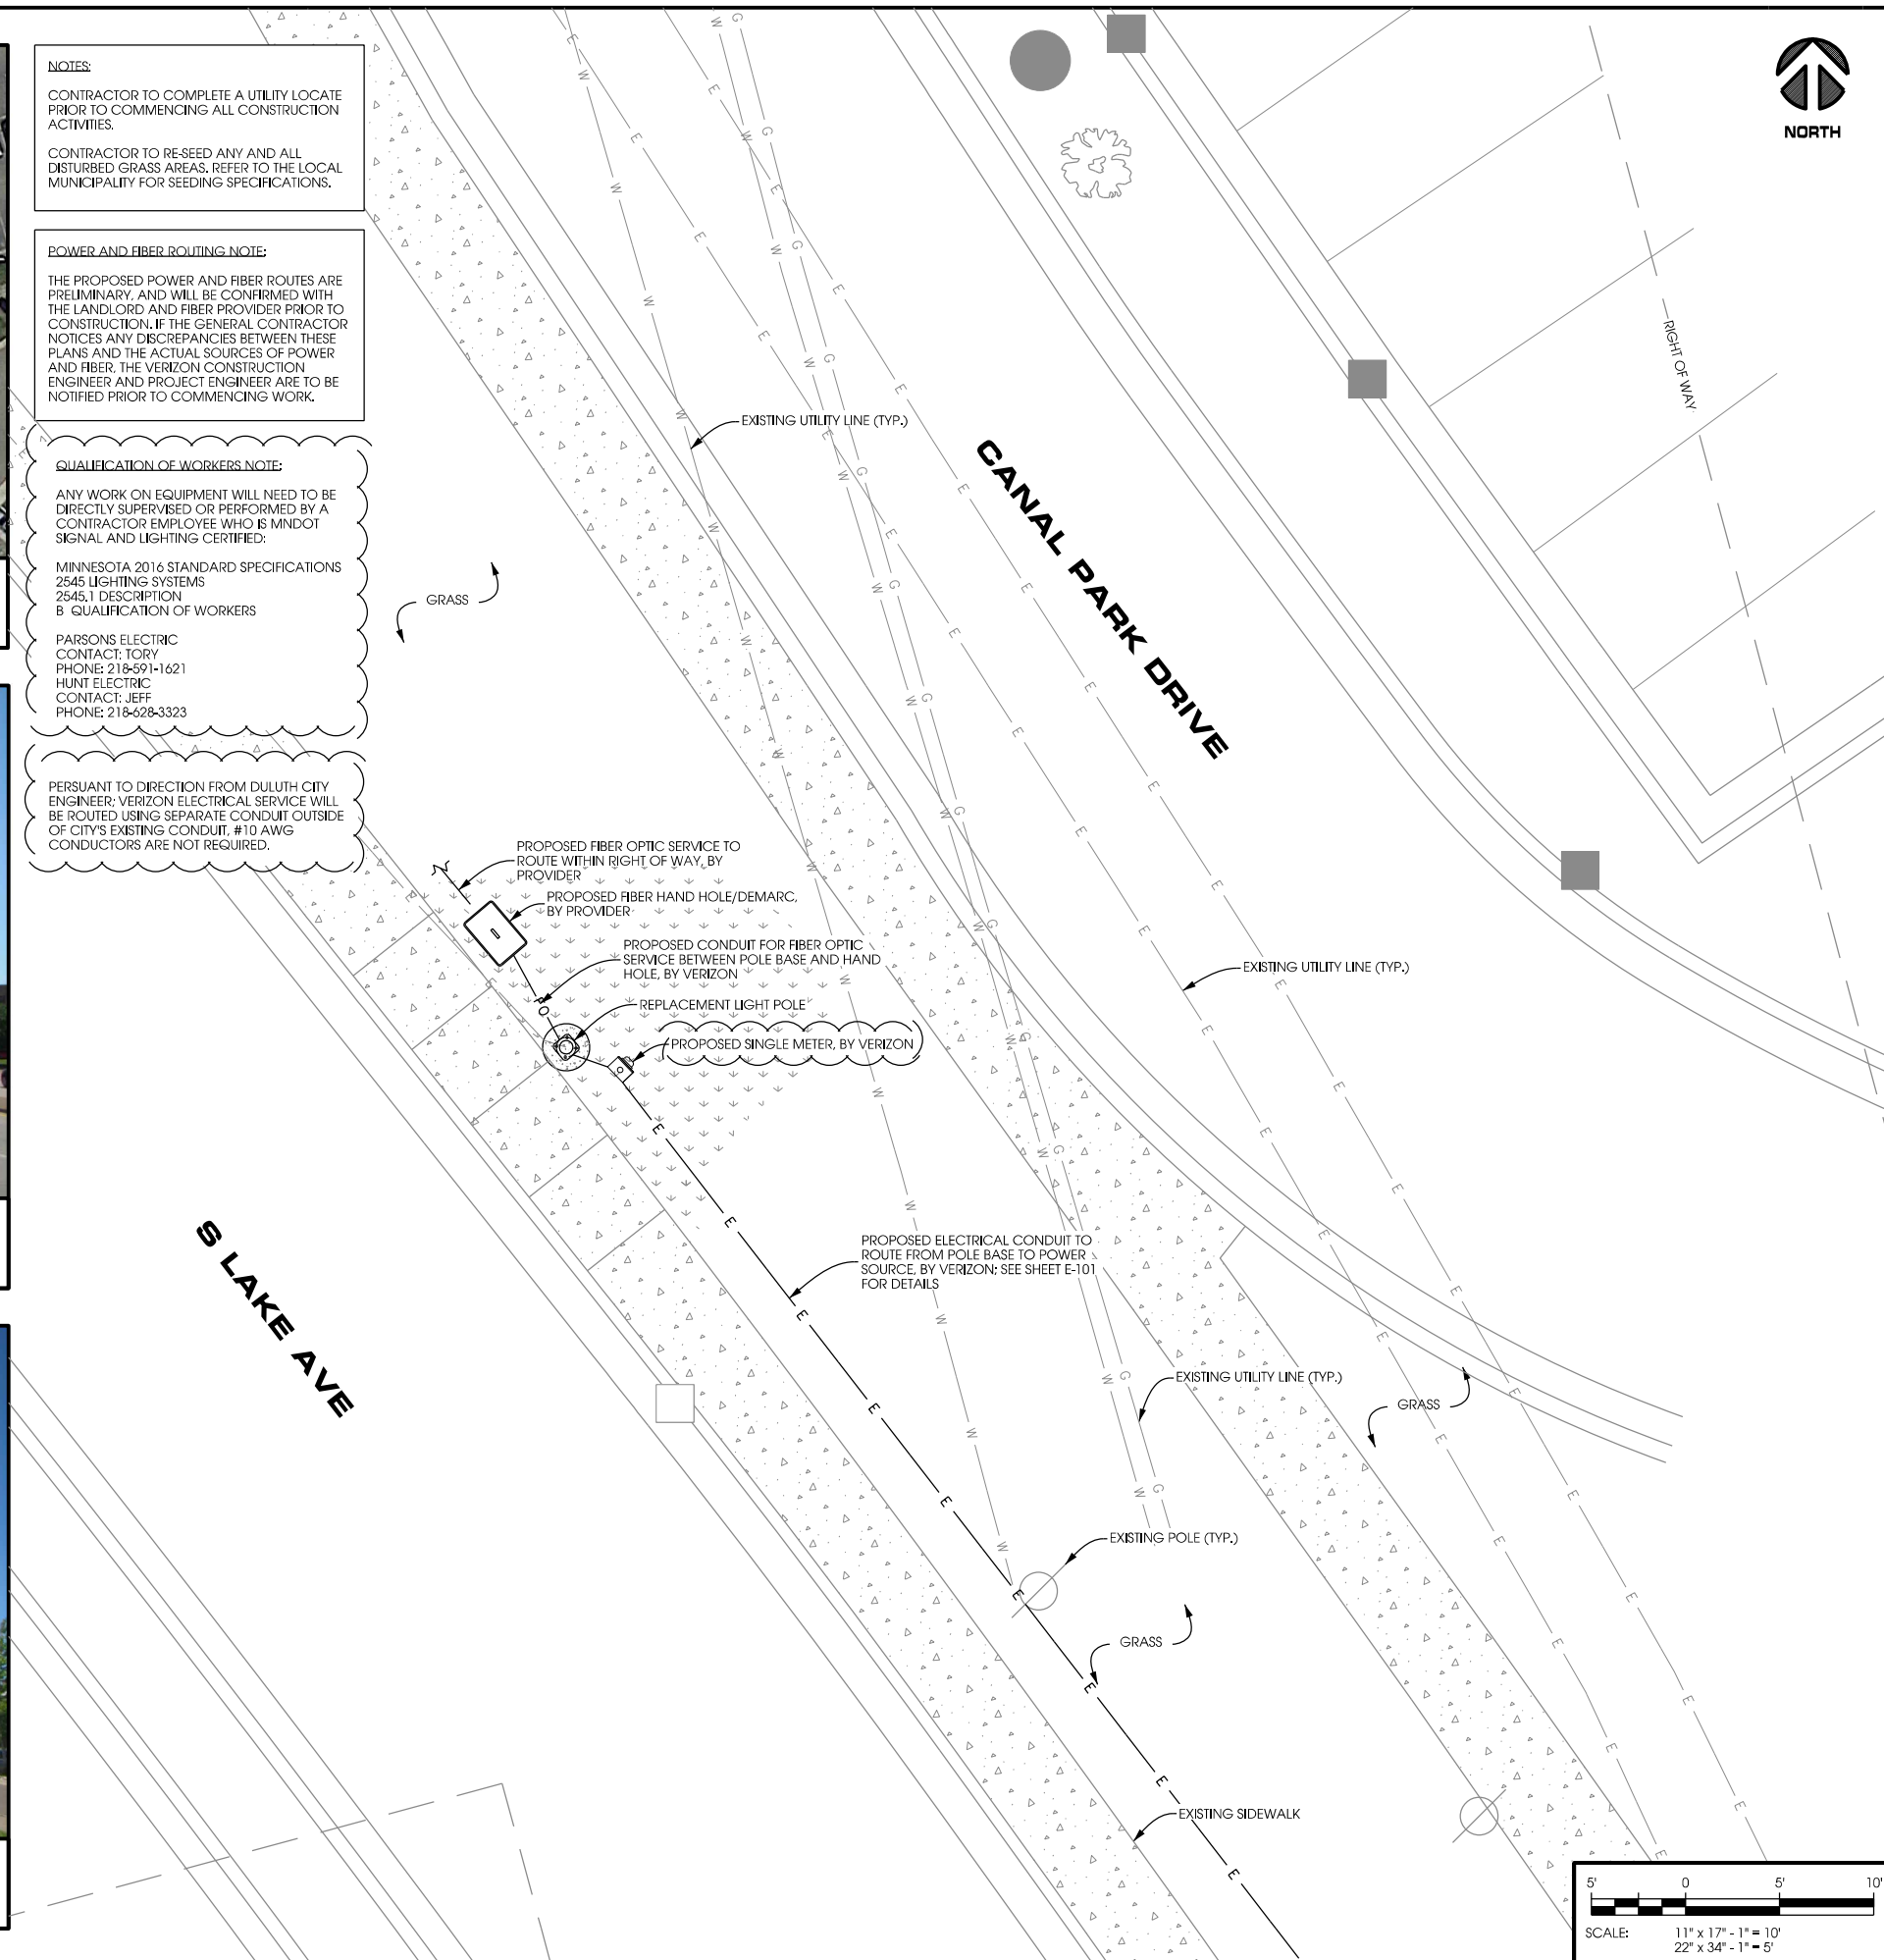 NOTES:
CONTRACTOR TO COMPLETE A UTILITY LOCATE
PRIOR TO COMMENCING ALL CONSTRUCTION
ACTIVITIES.
CONTRACTOR TO RE-SEED ANY AND ALL
DISTURBED GRASS AREAS. REFER TO THE LOCAL
MUNICIPALITY FOR SEEDING SPECIFICATIONS.
POWER AND FIBER ROUTING NOTE:
THE PROPOSED POWER AND FIBER ROUTES ARE
PRELIMINARY, AND WILL BE CONFIRMED WITH
THE LANDLORD AND FIBER PROVIDER PRIOR TO
CONSTRUCTION. IF THE GENERAL CONTRACTOR
NOTICES ANY DISCREPANCIES BETWEEN THESE
PLANS AND THE ACTUAL SOURCES OF POWER
AND FIBER, THE VERIZON CONSTRUCTION
ENGINEER AND PROJECT ENGINEER ARE TO BE
NOTIFIED PRIOR TO COMMENCING WORK.
QUALIFICATION OF WORKERS NOTE:
ANY WORK ON EQUIPMENT WILL NEED TO BE
DIRECTLY SUPERVISED OR PERFORMED BY A
CONTRACTOR EMPLOYEE WHO IS MNDOT
SIGNAL AND LIGHTING CERTIFIED:
MINNESOTA 2016 STANDARD SPECIFICATIONS
2545 LIGHTING SYSTEMS
2545.1 DESCRIPTION
B QUALIFICATION OF WORKERS
PARSONS ELECTRIC
CONTACT: TORY
PHONE: 218-591-1621
HUNT ELECTRIC
CONTACT: JEFF
PHONE: 218-628-3323
PERSUANT TO DIRECTION FROM DULUTH CITY
ENGINEER; VERIZON ELECTRICAL SERVICE WILL
BE ROUTED USING SEPARATE CONDUIT OUTSIDE
OF CITY'S EXISTING CONDUIT, #10 AWG
CONDUCTORS ARE NOT REQUIRED.
NORTH
RIGHT OF WAY
EXISTING UTILITY LINE (TYP.)
CANAL PARK DRIVE
GRASS
PROPOSED FIBER OPTIC SERVICE TO
ROUTE WITHIN RIGHT OF WAY, BY
PROVIDER
PROPOSED FIBER HAND HOLE/DEMARC,
BY PROVIDER
PROPOSED CONDUIT FOR FIBER OPTIC
SERVICE BETWEEN POLE BASE AND HAND
HOLE, BY VERIZON
REPLACEMENT LIGHT POLE
PROPOSED SINGLE METER, BY VERIZON
EXISTING UTILITY LINE (TYP.)
S LAKE AVE
PROPOSED ELECTRICAL CONDUIT TO
ROUTE FROM POLE BASE TO POWER
SOURCE, BY VERIZON; SEE SHEET E-101
FOR DETAILS
EXISTING UTILITY LINE (TYP.)
GRASS
EXISTING POLE (TYP.)
GRASS
EXISTING SIDEWALK
5' 0 5' 10'
SCALE: 11" x 17" - 1" = 10'
22" x 34" - 1" = 5'